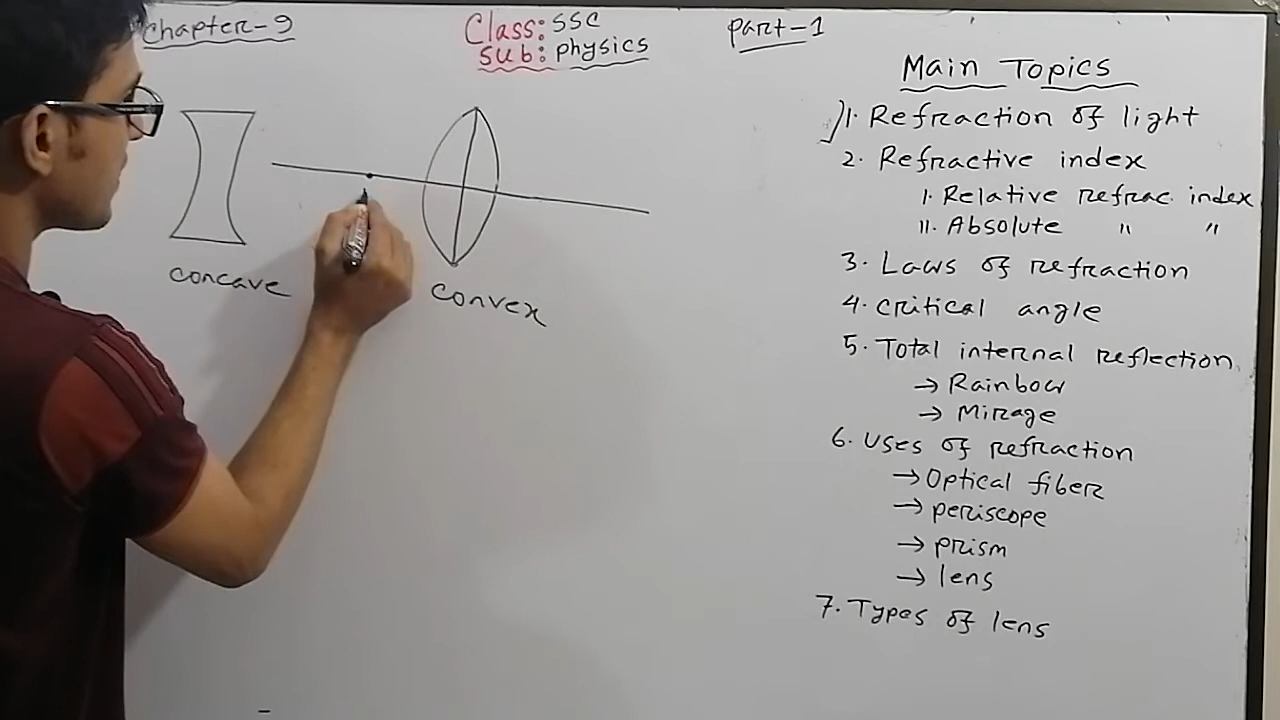 Chapter-9
Class: SSC
Sub: physics
part-1
Main Topics
1. Refraction of light
2. Refractive index
1. Relative refrac. index
11. Absolute " "
3. Laws of refraction
4. critical angle
5. Total internal reflection
→ Rainbow
→ Mirage
6. Uses of refraction
→ Optical fiber
→ periscope
→ prism
→ lens
7. Types of lens
concave
convex